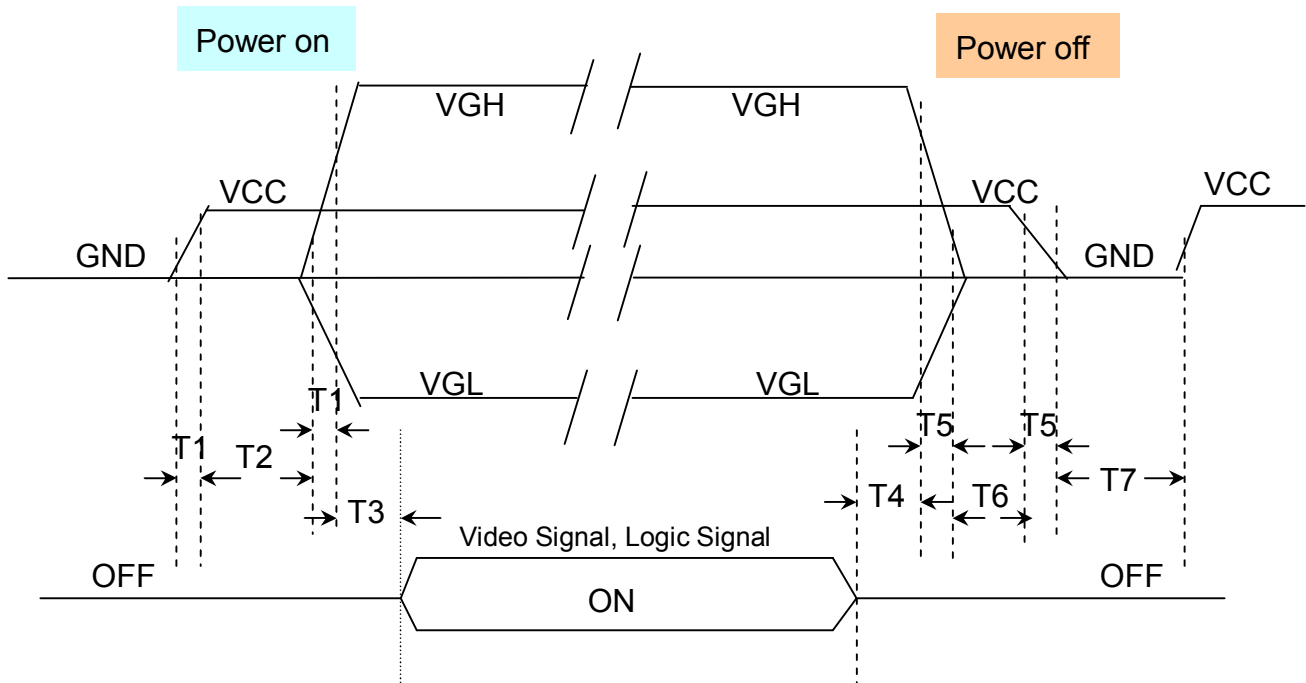 Power on
Power off
VGH
VGH
VCC
VCC
VCC
GND
GND
VGL
VGL
T1
T1
T2
T3
T5
T5
T4
T6
T7
Video Signal, Logic Signal
OFF
ON
OFF